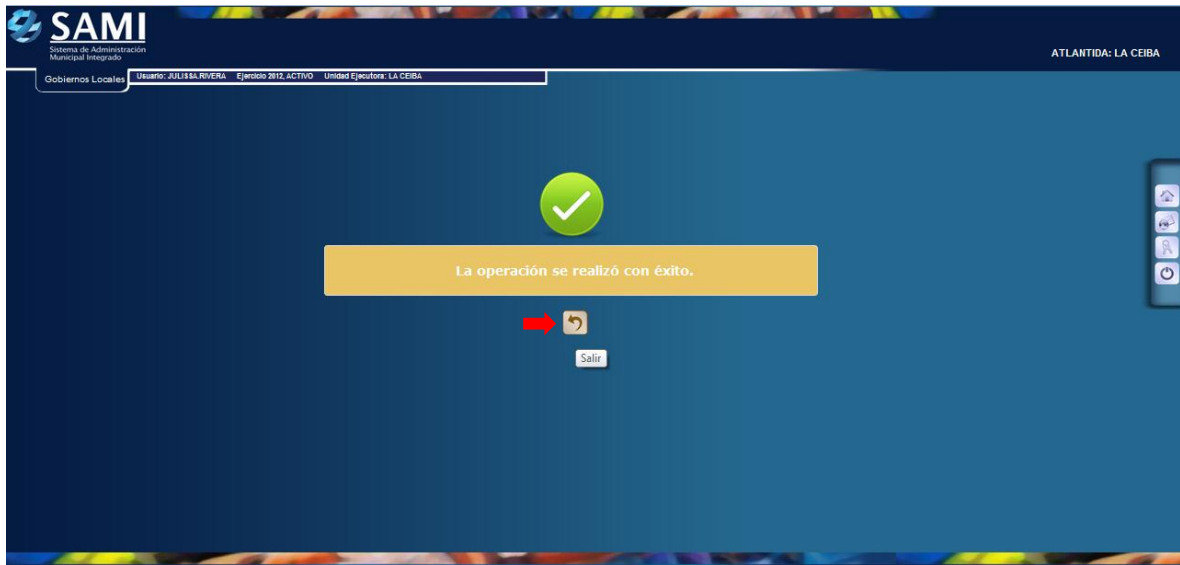 SAMI
Sistema de Administración
Municipal Integrado
ATLANTIDA: LA CEIBA
Gobiernos Locales
Usuario: JULISSA.RIVERA Ejercicio 2012, ACTIVO Unidad Ejecutora: LA CEIBA
La operación se realizó con éxito.
Salir